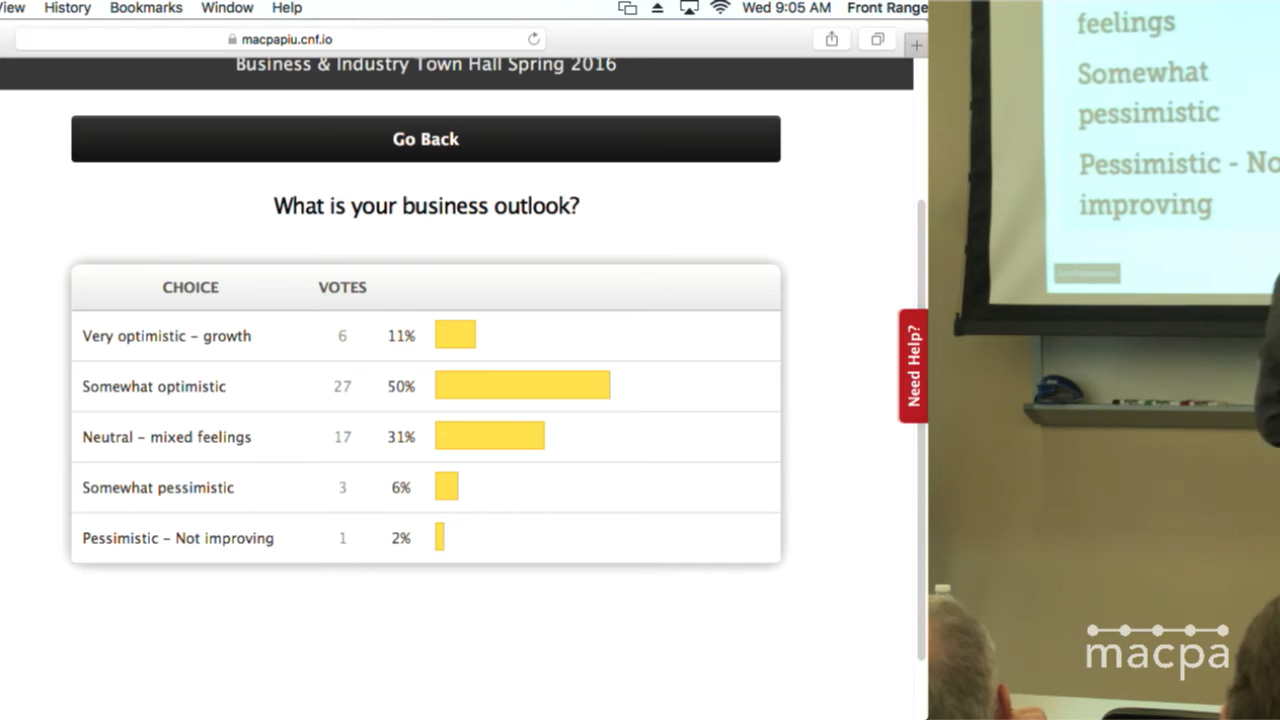 View History Bookmarks Window Help Wed 9:05 AM Front Range
macpapiu.cnf.io
Business & Industry Town Hall Spring 2016
Go Back
What is your business outlook?
CHOICE VOTES
Very optimistic - growth 6 11%
Somewhat optimistic 27 50%
Neutral - mixed feelings 17 31%
Somewhat pessimistic 3 6%
Pessimistic - Not improving 1 2%
Need Help?
feelings
Somewhat
pessimistic
Pessimistic - No
improving
macpa